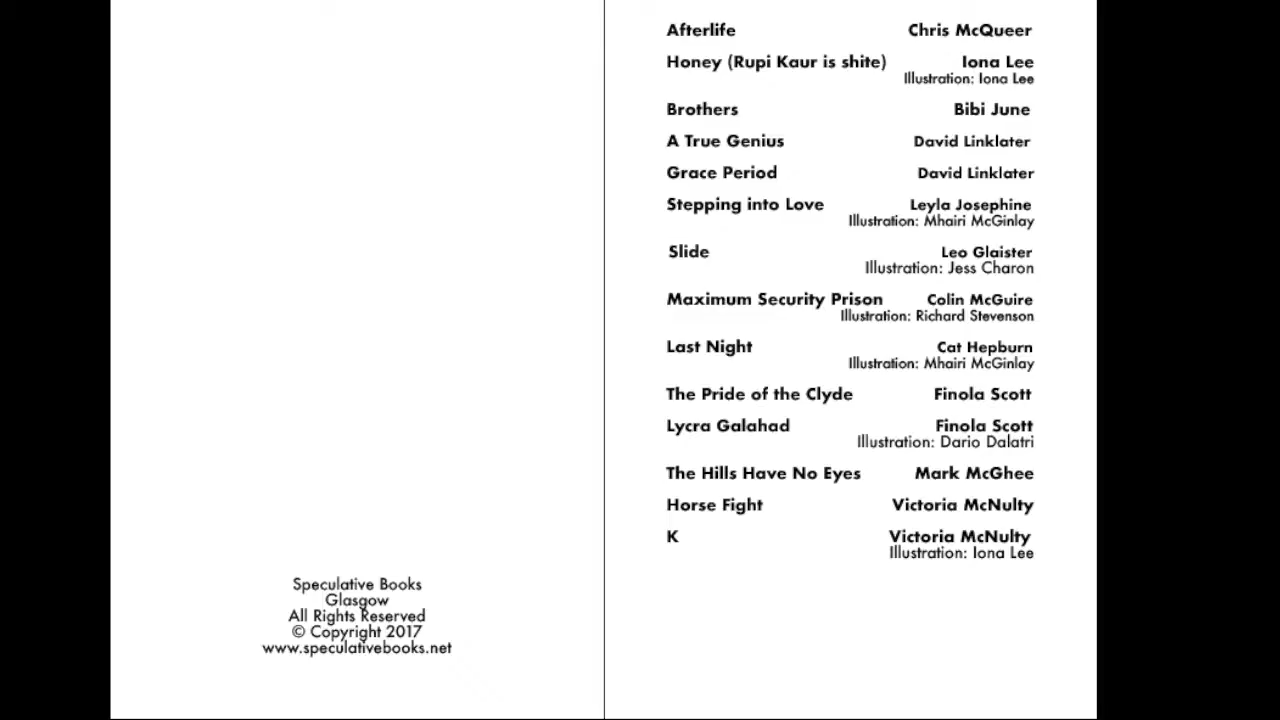 Speculative Books
Glasgow
All Rights Reserved
© Copyright 2017
www.speculativebooks.net
Afterlife Chris McQueer
Honey (Rupi Kaur is shite) Iona Lee
Illustration: Iona Lee
Brothers Bibi June
A True Genius David Linklater
Grace Period David Linklater
Stepping into Love Leyla Josephine
Illustration: Mhairi McGinlay
Slide Leo Glaister
Illustration: Jess Charon
Maximum Security Prison Colin McGuire
Illustration: Richard Stevenson
Last Night Cat Hepburn
Illustration: Mhairi McGinlay
The Pride of the Clyde Finola Scott
Lycra Galahad Finola Scott
Illustration: Dario Dalatri
The Hills Have No Eyes Mark McGhee
Horse Fight Victoria McNulty
K Victoria McNulty
Illustration: Iona Lee